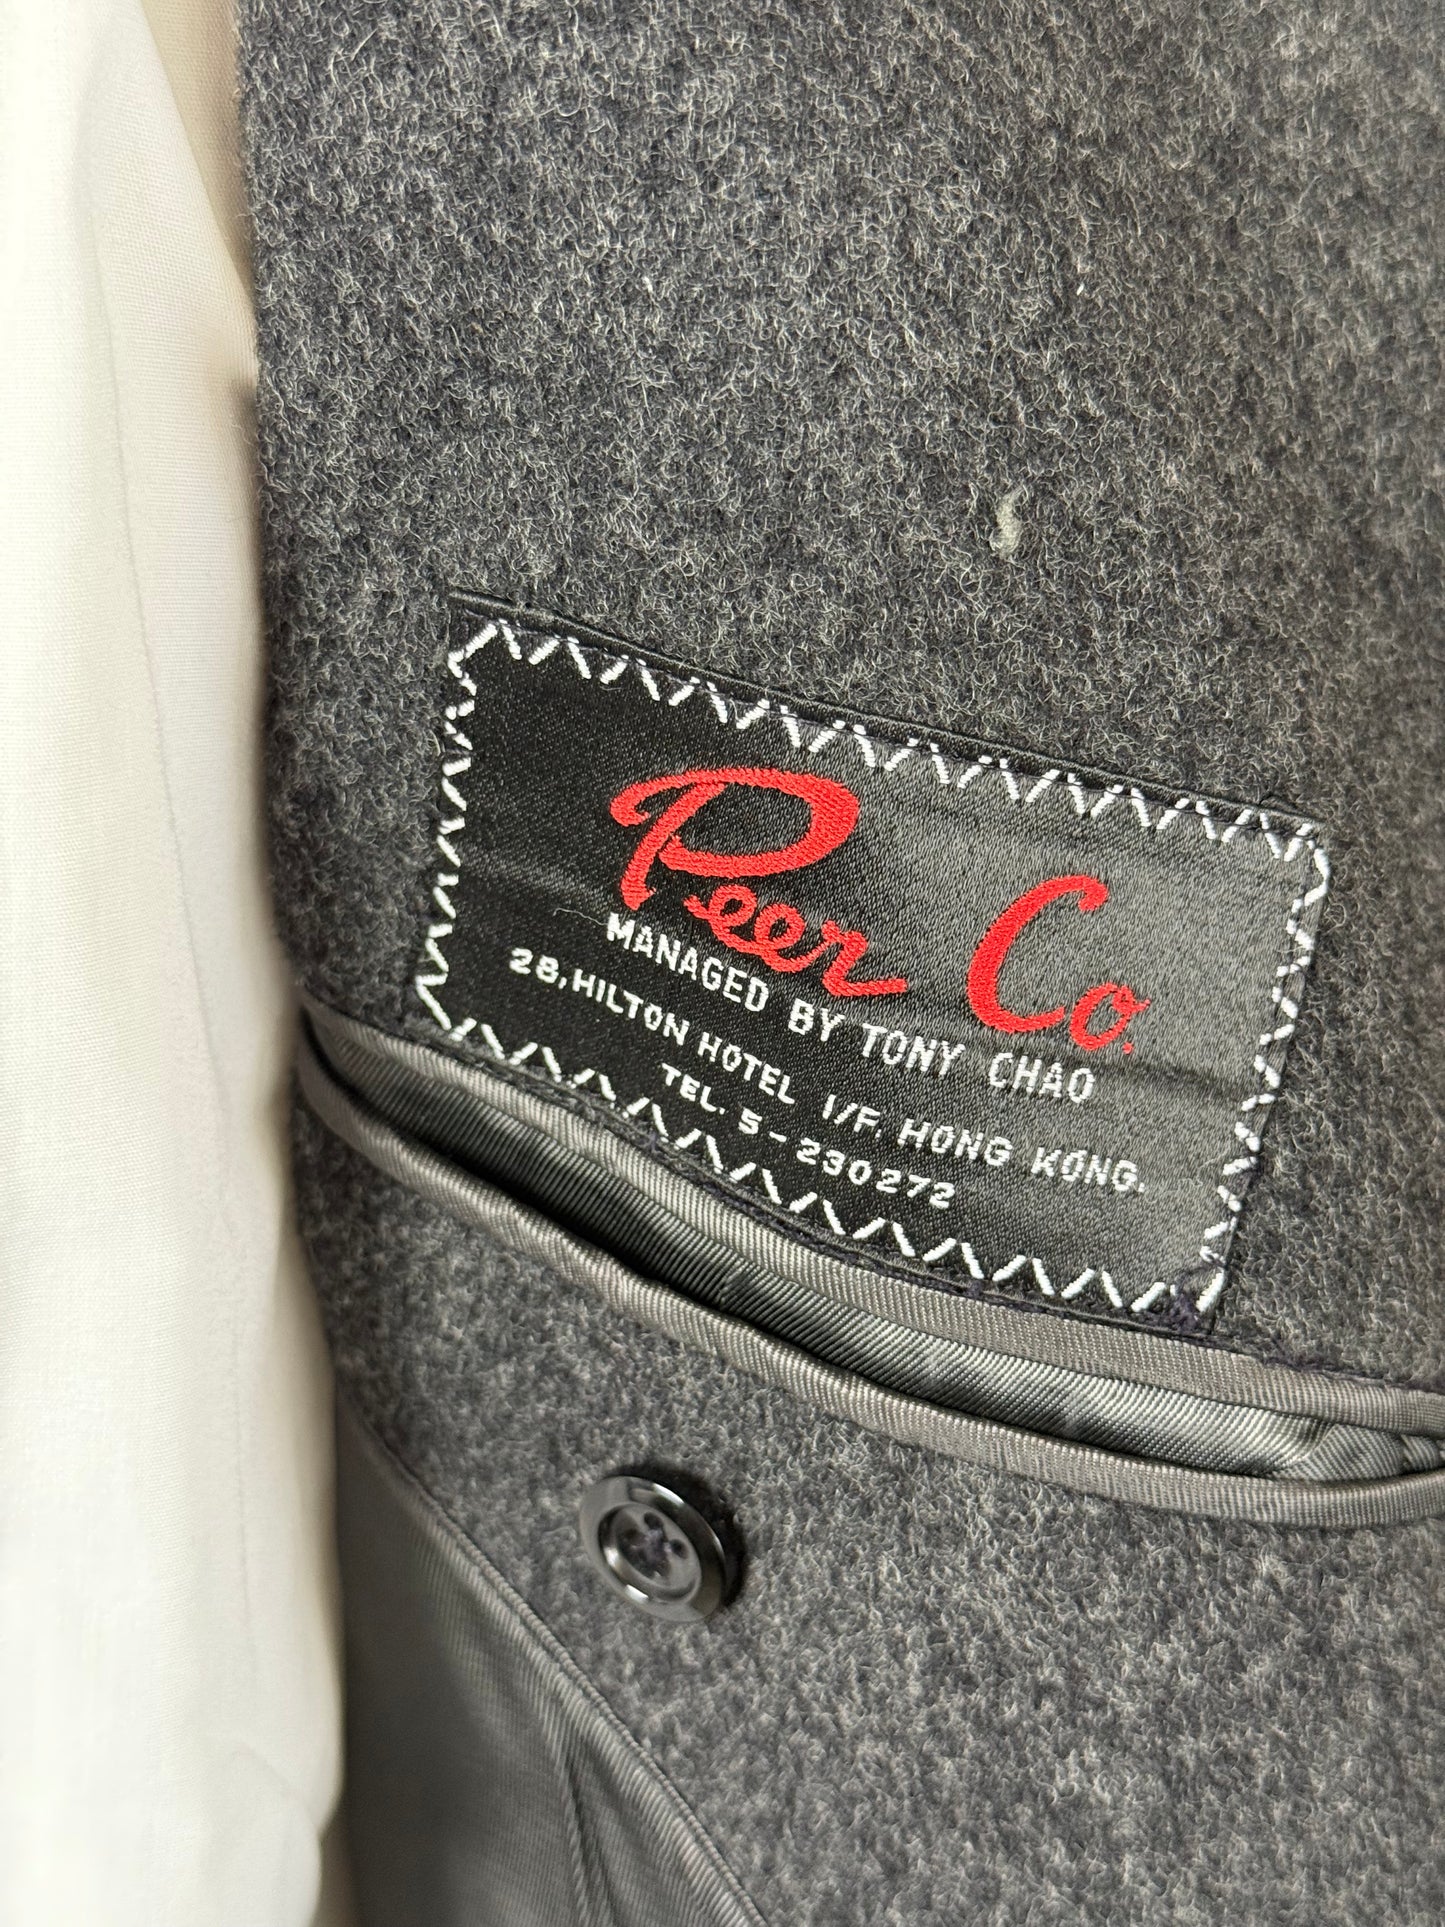 Peer Co.
MANAGED BY TONY CHAO
28, HILTON HOTEL 1/F. HONG KONG.
TEL. 5-230272